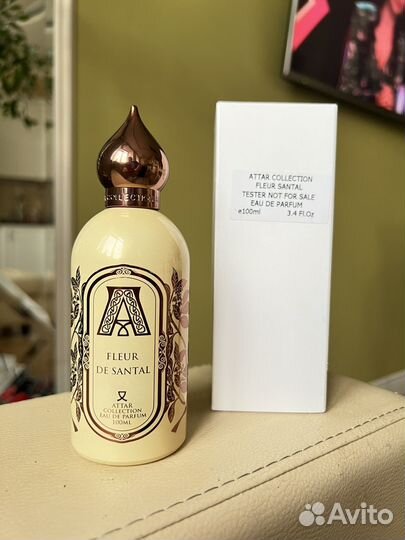 COLLECTION
A
FLEUR
DE SANTAL
ATTAR
COLLECTION
EAU DE PARFUM
100ML
ATTAR COLLECTION
FLEUR SANTAL
TESTER NOT FOR SALE
EAU DE PARFUM
e100ml 3.4 Fl.Oz
Avito